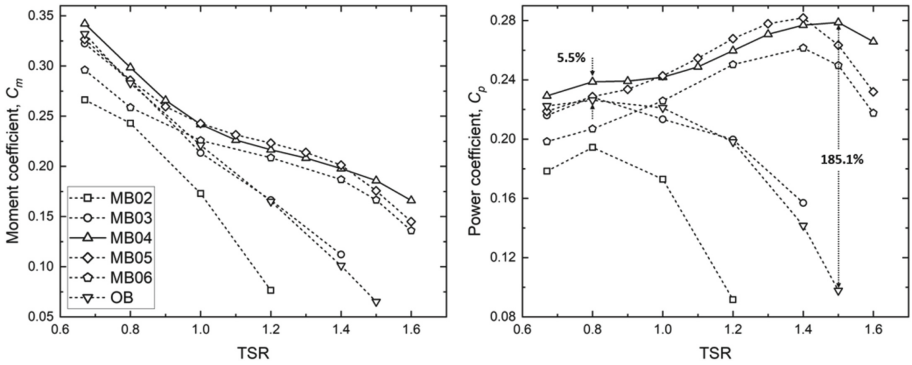 Moment coefficient, Cm
0.35
0.30
0.25
0.20
0.15
0.10
0.05
MB02
MB03
MB04
MB05
MB06
OB
0.6
0.8
1.0
1.2
1.4
1.6
TSR
Power coefficient, Cp
0.28
0.24
0.20
0.16
0.12
0.08
5.5%
185.1%
0.6
0.8
1.0
1.2
1.4
1.6
TSR